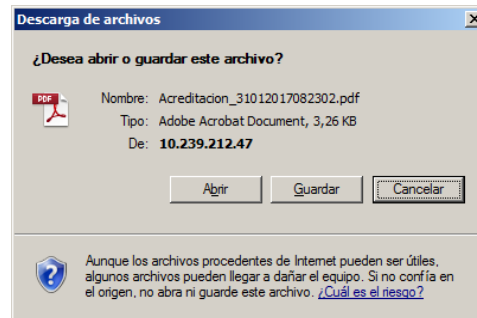 Descarga de archivos
¿Desea abrir o guardar este archivo?
PDF
Nombre: Acreditacion_31012017082302.pdf
Tipo: Adobe Acrobat Document, 3,26 KB
De: 10.239.212.47
Abrir Guardar Cancelar
Aunque los archivos procedentes de Internet pueden ser útiles,
algunos archivos pueden llegar a dañar el equipo. Si no confía en
el origen, no abra ni guarde este archivo. ¿Cuál es el riesgo?